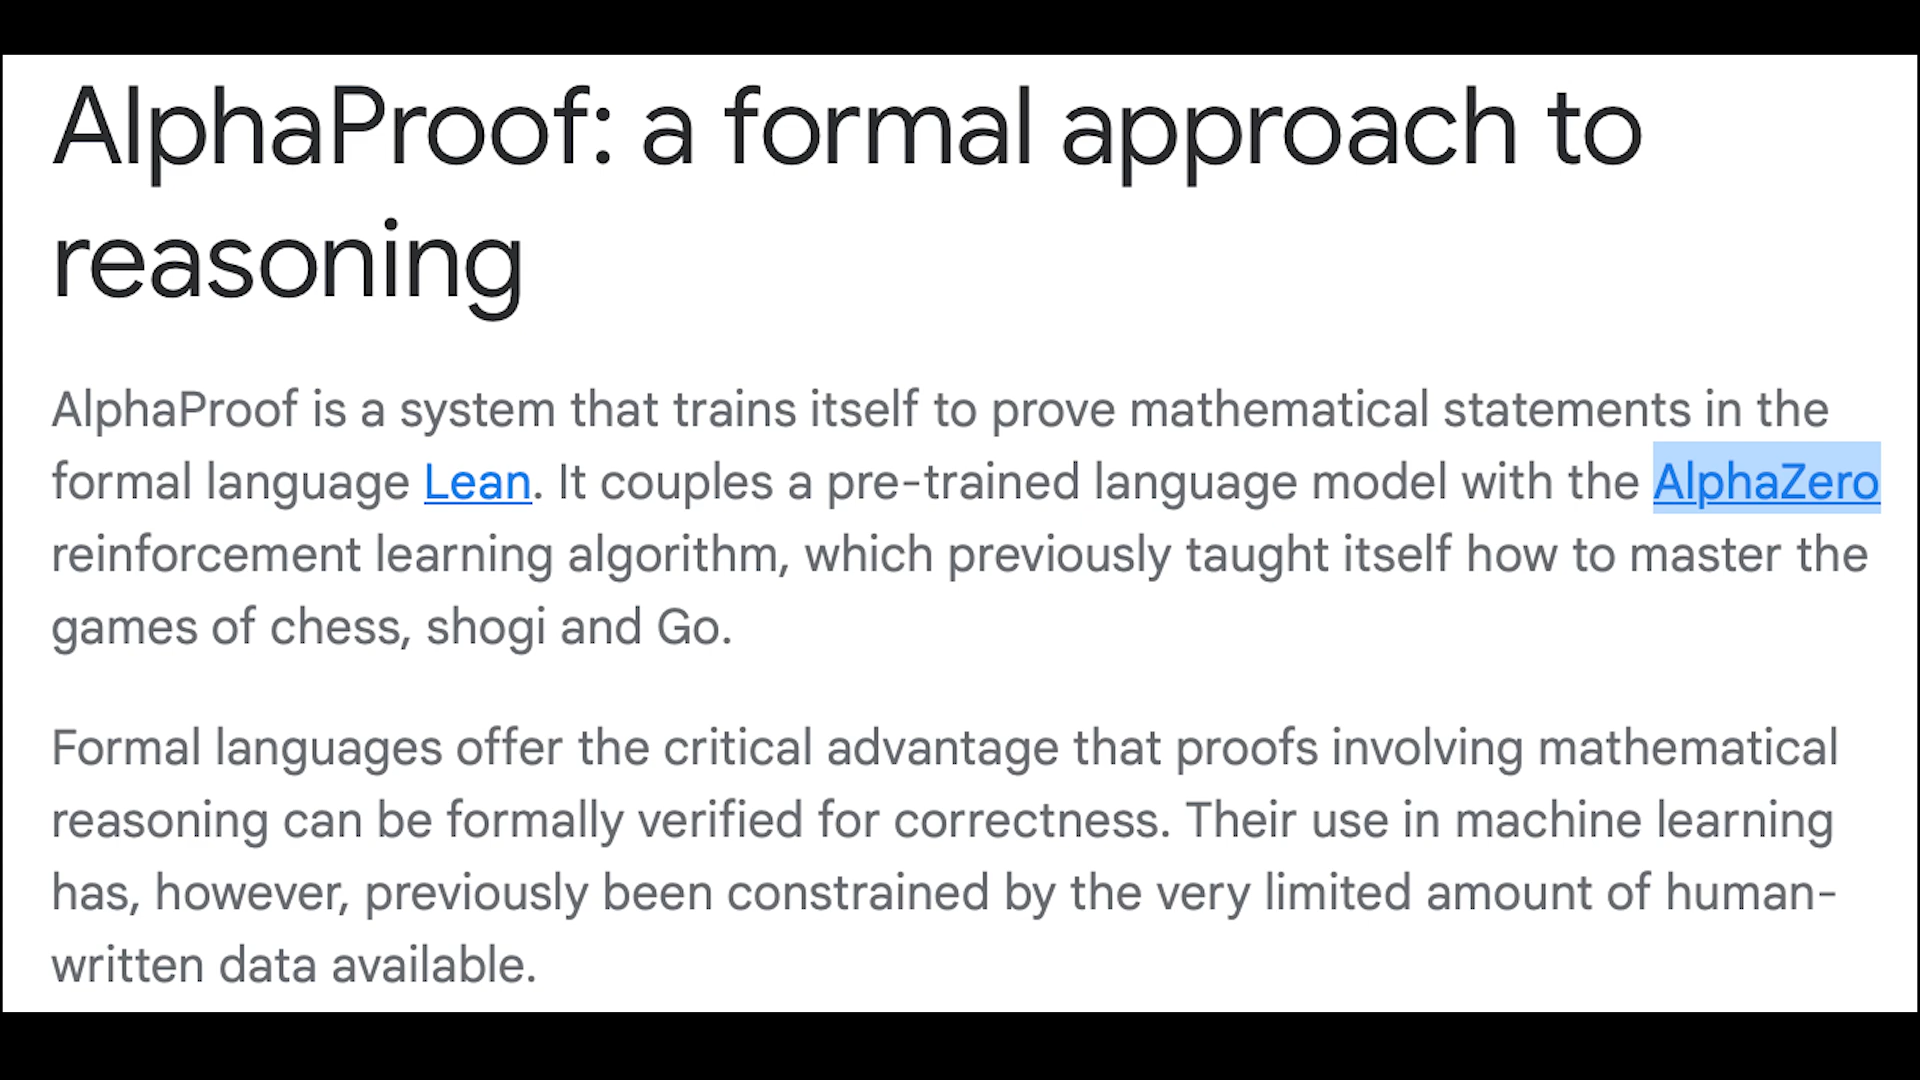 AlphaProof: a formal approach to
reasoning
AlphaProof is a system that trains itself to prove mathematical statements in the
formal language Lean. It couples a pre-trained language model with the AlphaZero
reinforcement learning algorithm, which previously taught itself how to master the
games of chess, shogi and Go.
Formal languages offer the critical advantage that proofs involving mathematical
reasoning can be formally verified for correctness. Their use in machine learning
has, however, previously been constrained by the very limited amount of human-
written data available.